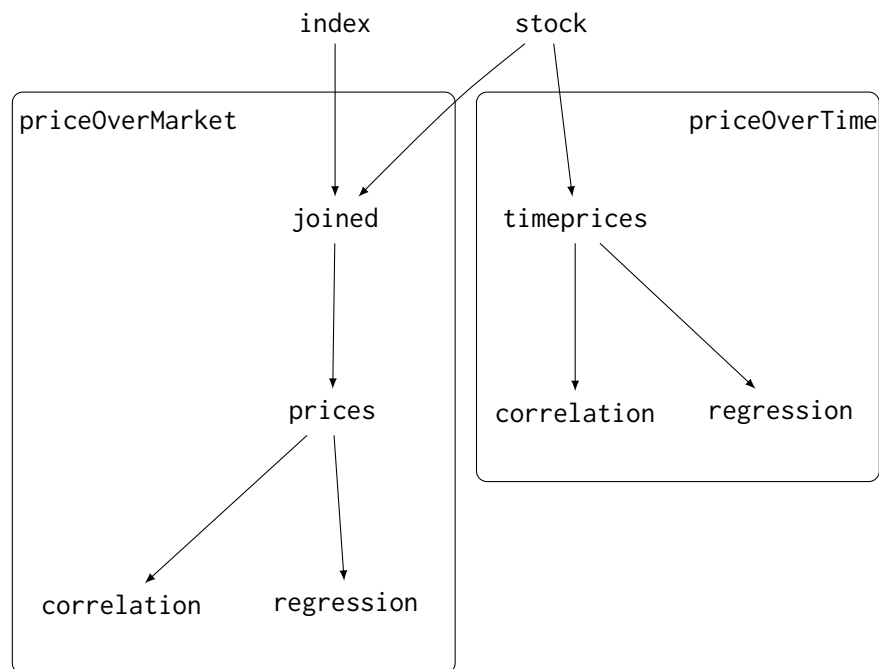 index
stock
priceOverMarket
priceOverTime
joined
timeprices
prices
correlation
regression
correlation
regression